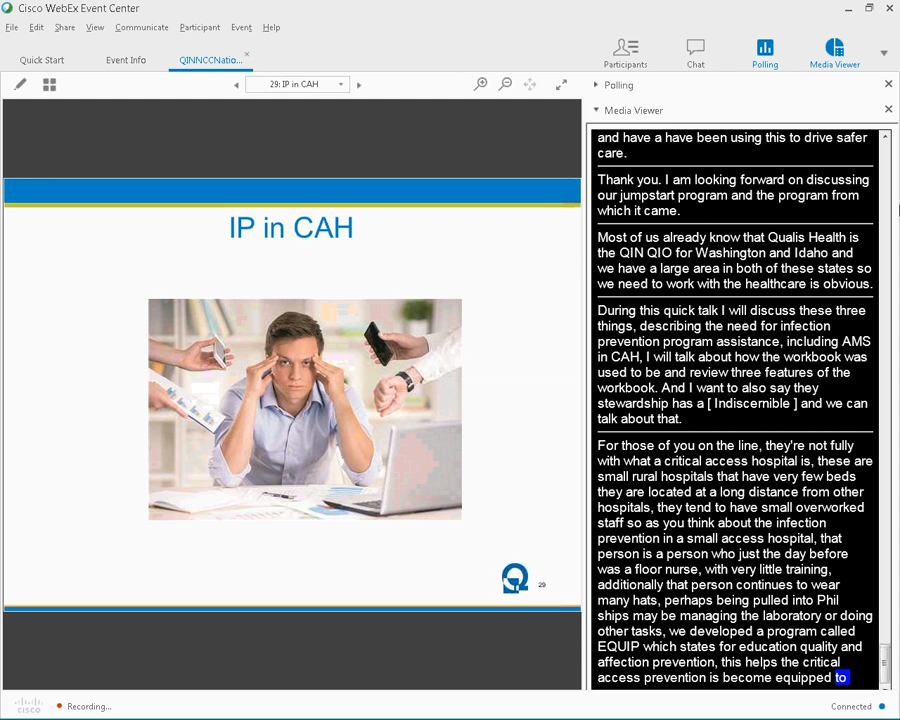 Cisco WebEx Event Center
File Edit Share View Communicate Participant Event Help
Quick Start Event Info QINNCCNatio...
Participants Chat Polling Media Viewer
29: IP in CAH
Polling
Media Viewer
IP in CAH
29
and have a have been using this to drive safer
care.
Thank you. I am looking forward on discussing
our jumpstart program and the program from
which it came.
Most of us already know that Qualis Health is
the QIN QIO for Washington and Idaho and
we have a large area in both of these states so
we need to work with the healthcare is obvious.
During this quick talk I will discuss these three
things, describing the need for infection
prevention program assistance, including AMS
in CAH, I will talk about how the workbook was
used to be and review three features of the
workbook. And I want to also say they
stewardship has a [ Indiscernible ] and we can
talk about that.
For those of you on the line, they're not fully
with what a critical access hospital is, these are
small rural hospitals that have very few beds
they are located at a long distance from other
hospitals, they tend to have small overworked
staff so as you think about the infection
prevention in a small access hospital, that
person is a person who just the day before
was a floor nurse, with very little training,
additionally that person continues to wear
many hats, perhaps being pulled into Phil
ships may be managing the laboratory or doing
other tasks, we developed a program called
EQUIP which states for education quality and
affection prevention, this helps the critical
access prevention is become equipped to
cisco
Recording...
Connected